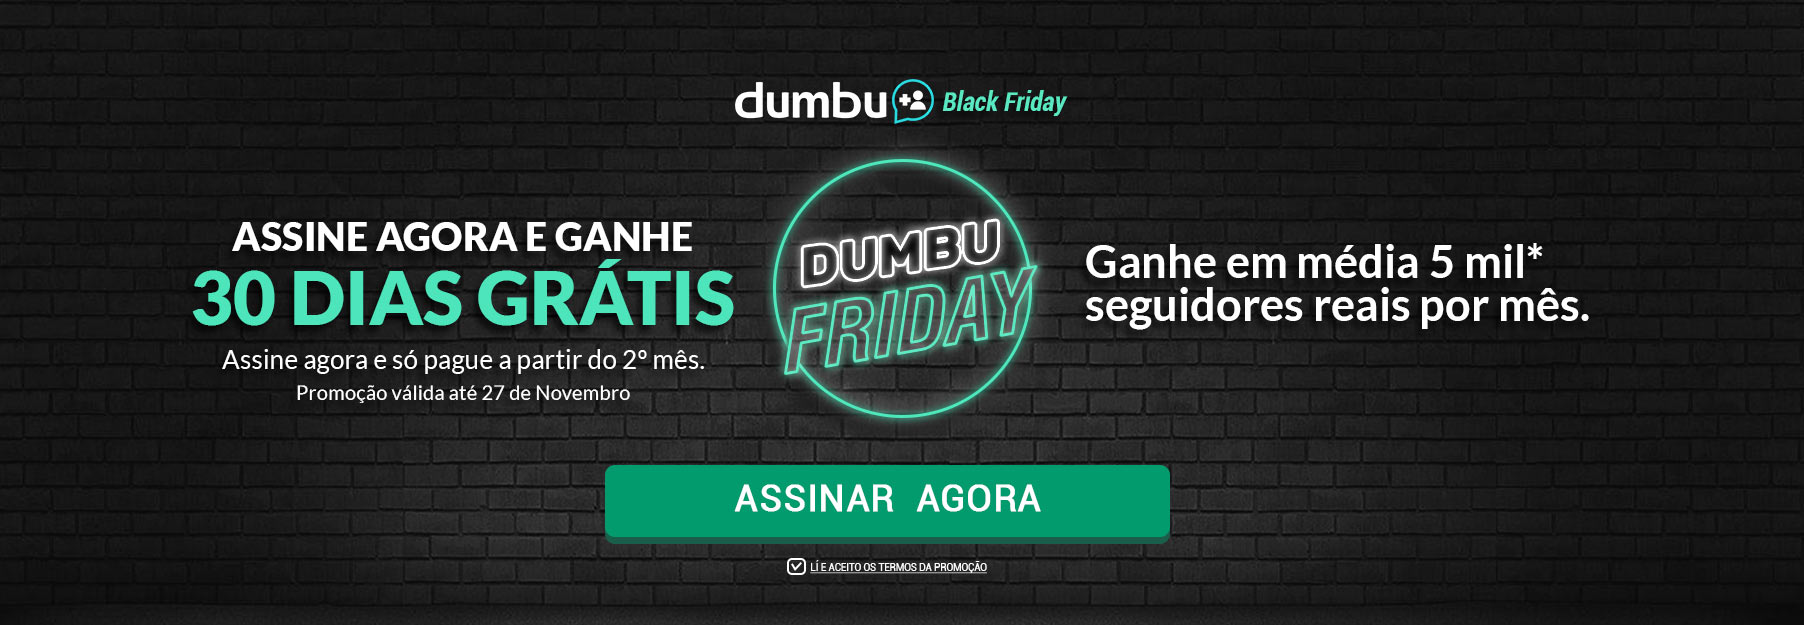 dumbu Black Friday
ASSINE AGORA E GANHE
30 DIAS GRÁTIS
Assine agora e só pague a partir do 2º mês.
Promoção válida até 27 de Novembro
DUMBU
FRIDAY
Ganhe em média 5 mil*
seguidores reais por mês.
ASSINAR AGORA
LÍ E ACEITO OS TERMOS DA PROMOÇÃO